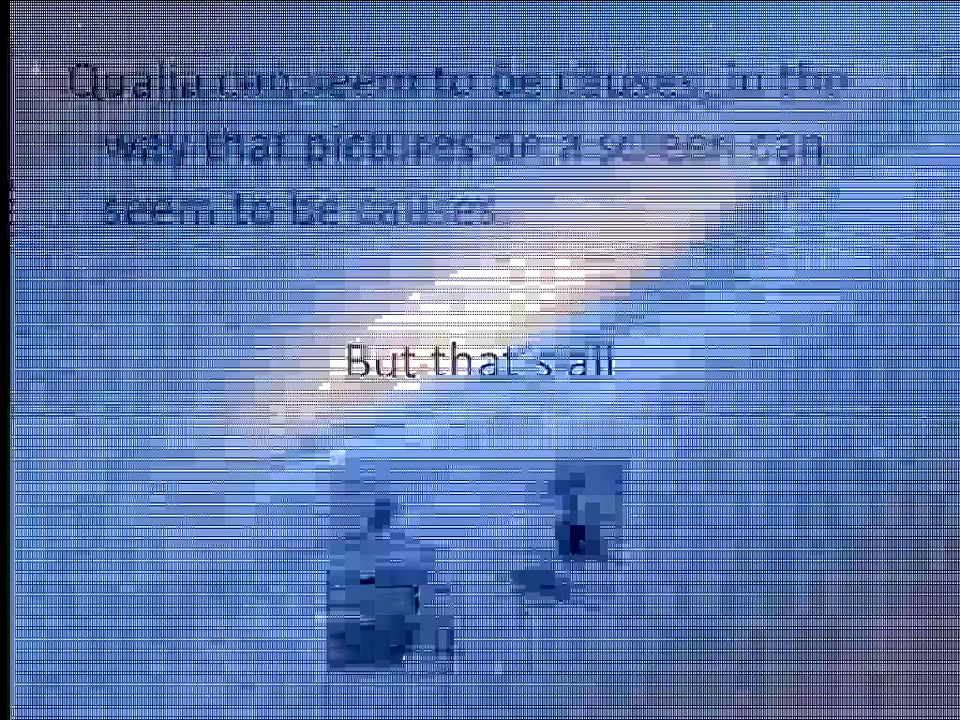 Qualia can seem to be causes, in the
way that pictures on a screen can
seem to be causes.
But that's all